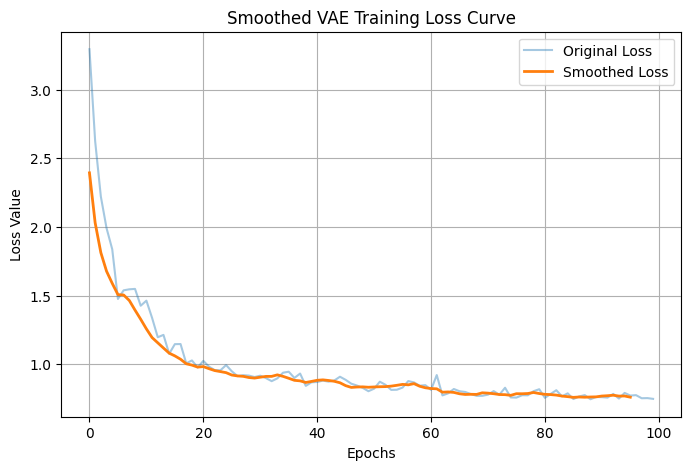 Smoothed VAE Training Loss Curve
Original Loss
Smoothed Loss
Loss Value
3.0
2.5
2.0
1.5
1.0
0
20
40
60
80
100
Epochs